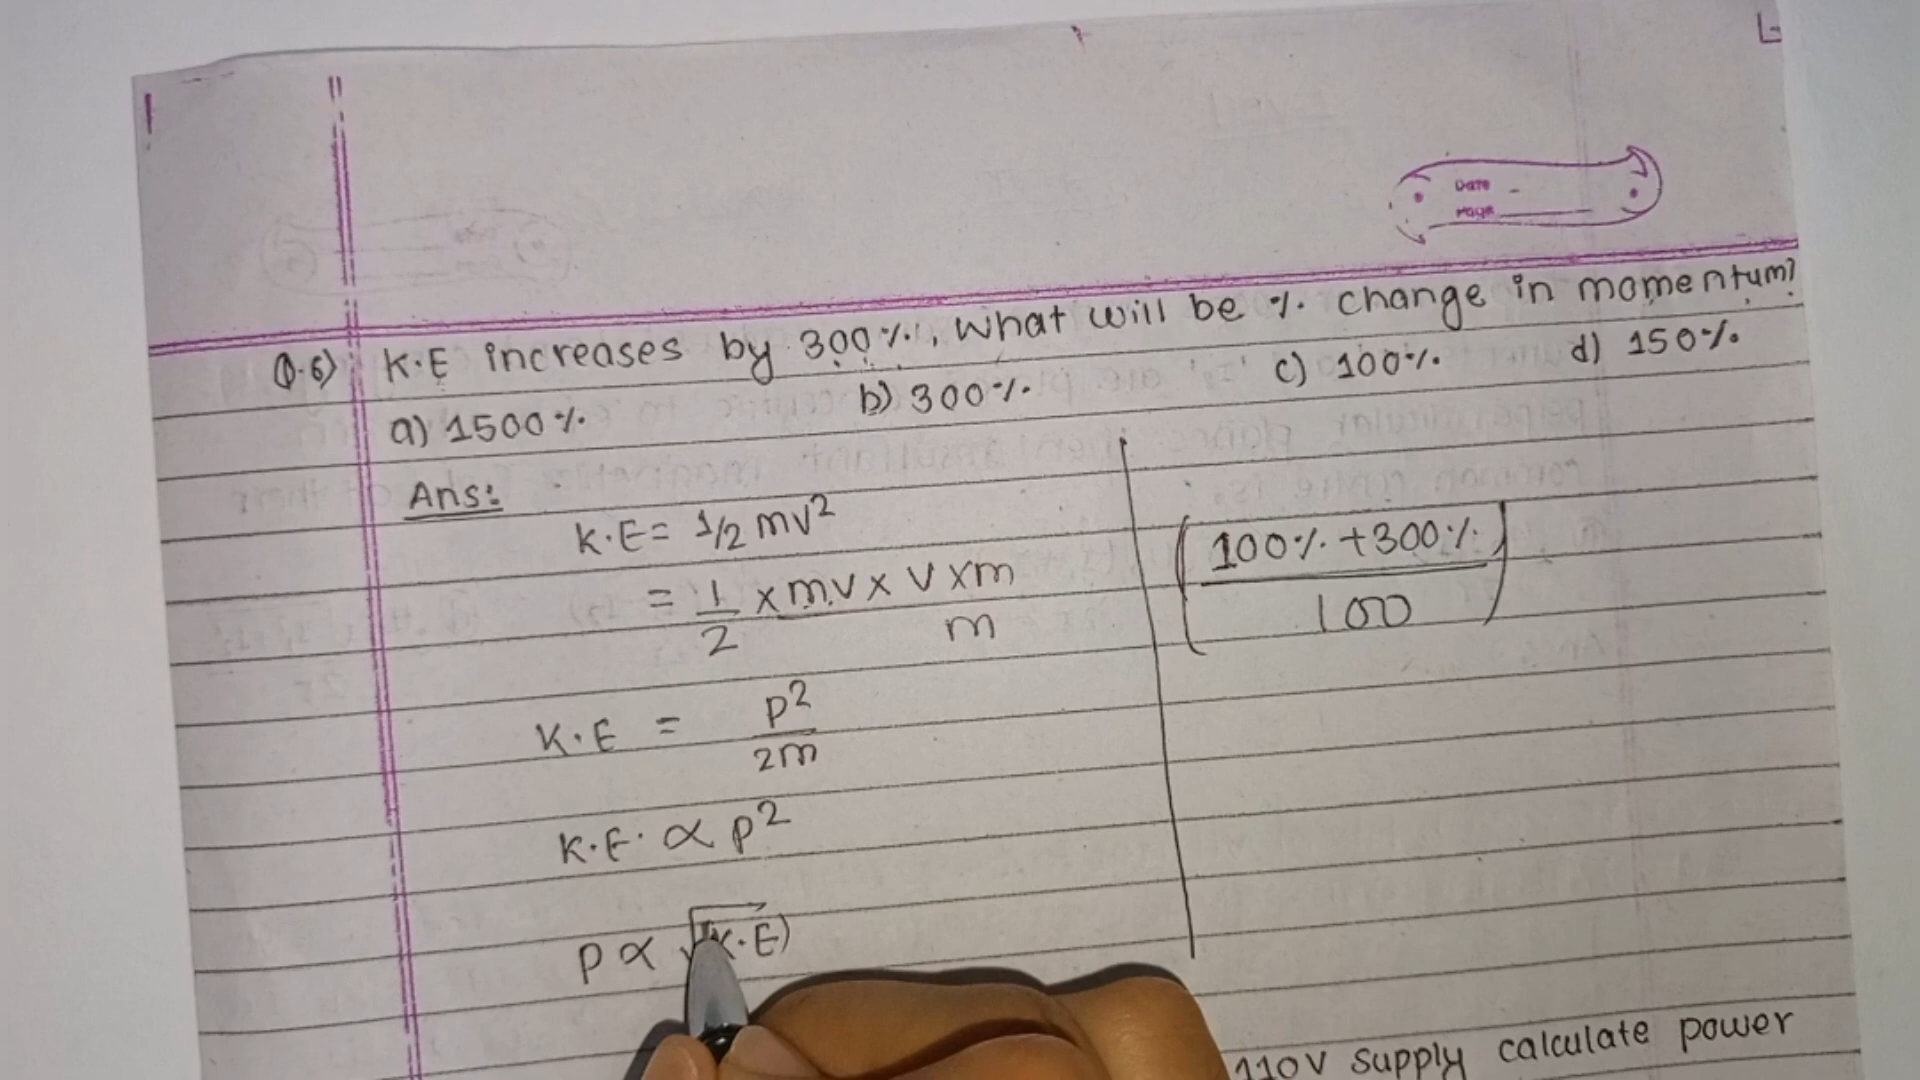 Date
Page
Q.6) K.E increases by 300%, What will be % change in momentum?
a) 1500% b) 300% c) 100% d) 150%
Ans:
K.E = 1/2 mv²
= 1/2 × mv × v × m/m
K.E = p²/2m
K.E. ∝ p²
p ∝ √(K.E)
(100% + 300% / 100)
110V supply calculate power